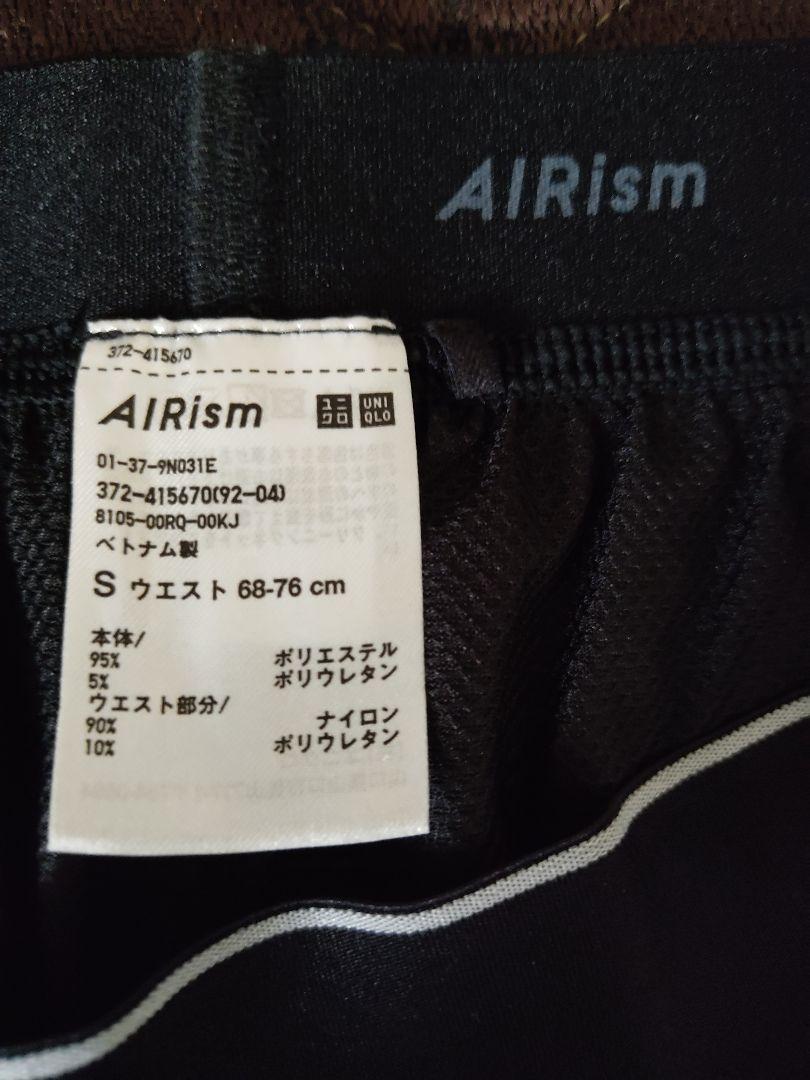 AIRism
372-415670
AIRism ユニクロ UNIQLO
01-37-9N031E
372-415670(92-04)
8105-00RQ-00KJ
ベトナム製
S ウエスト 68-76 cm
本体/
95% ポリエステル
5% ポリウレタン
ウエスト部分/
90% ナイロン
10% ポリウレタン